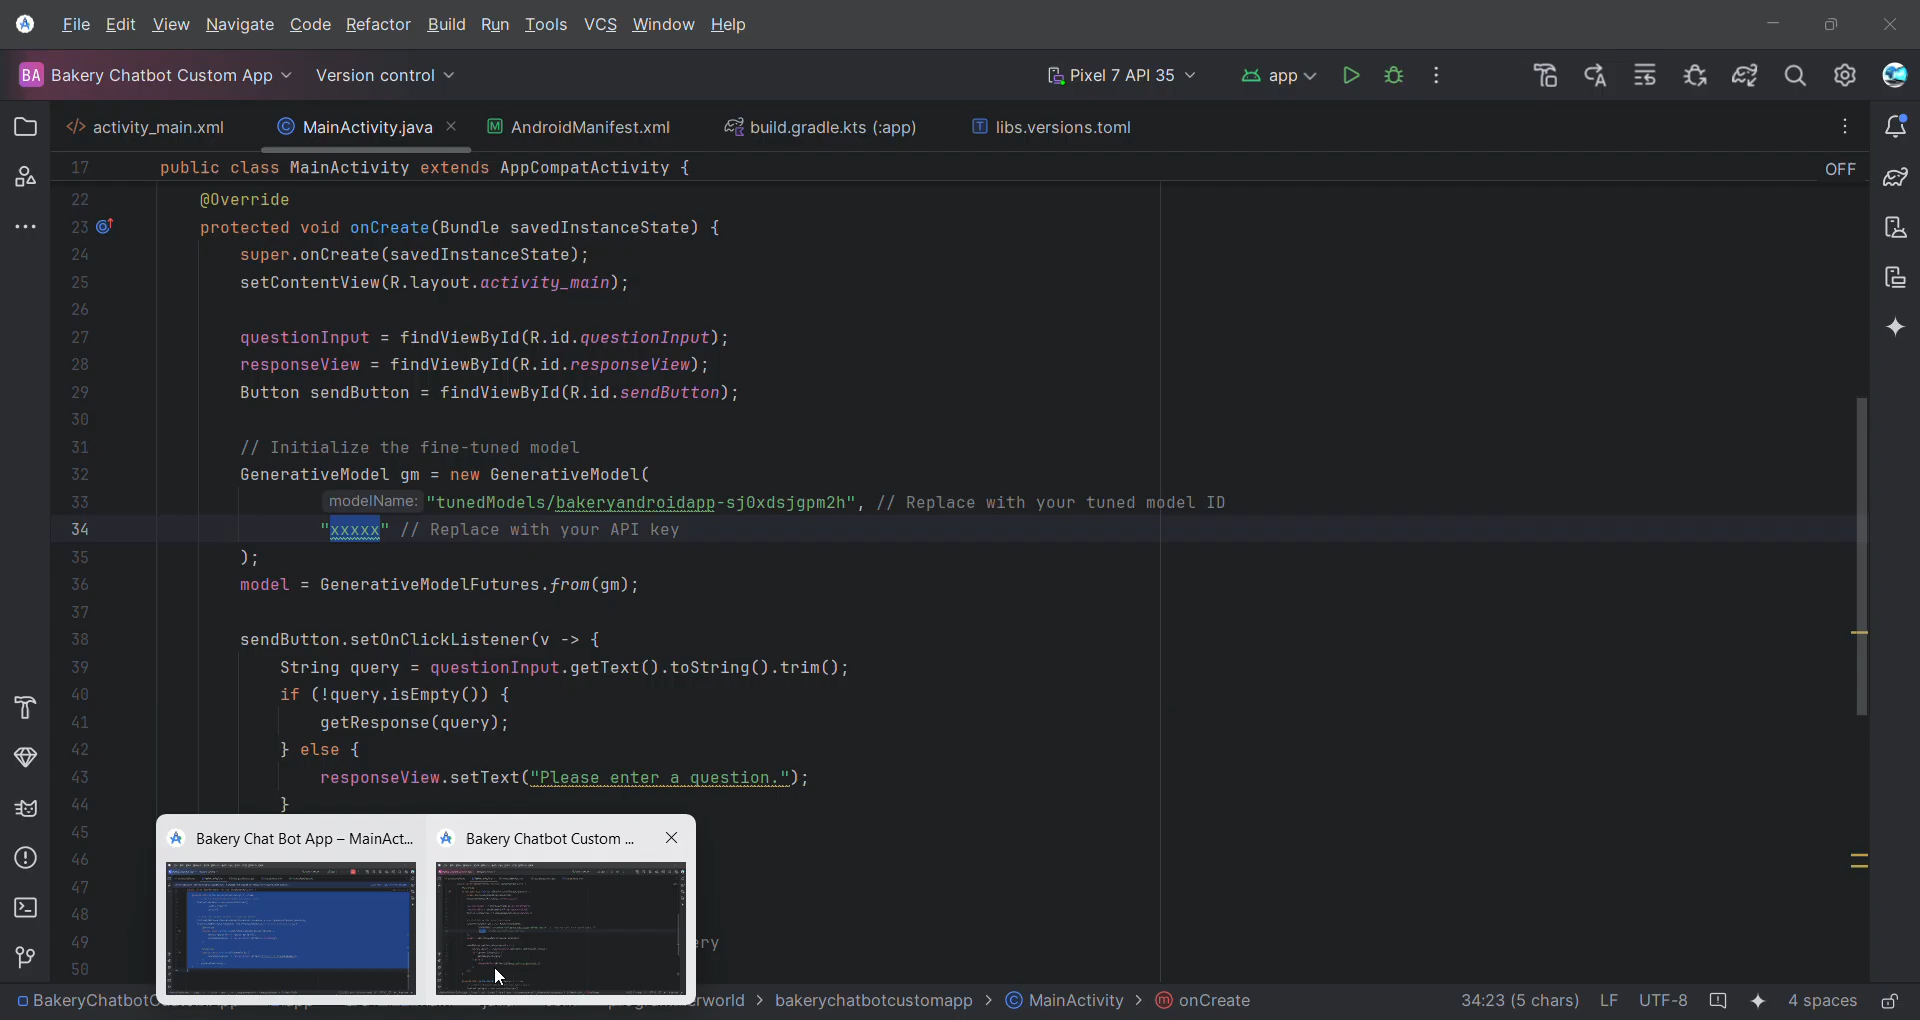 File Edit View Navigate Code Refactor Build Run Tools VCS Window Help
BA Bakery Chatbot Custom App Version control Pixel 7 API 35 app
activity_main.xml MainActivity.java AndroidManifest.xml build.gradle.kts (:app) libs.versions.toml
17 public class MainActivity extends AppCompatActivity { OFF
22 @Override
23 protected void onCreate(Bundle savedInstanceState) {
24 super.onCreate(savedInstanceState);
25 setContentView(R.layout.activity_main);
26
27 questionInput = findViewById(R.id.questionInput);
28 responseView = findViewById(R.id.responseView);
29 Button sendButton = findViewById(R.id.sendButton);
30
31 // Initialize the fine-tuned model
32 GenerativeModel gm = new GenerativeModel(
33 modelName: "tunedModels/bakeryandroidapp-sj0xdsjgpm2h", // Replace with your tuned model ID
34 "xxxxx" // Replace with your API key
35 );
36 model = GenerativeModelFutures.from(gm);
37
38 sendButton.setOnClickListener(v -> {
39 String query = questionInput.getText().toString().trim();
40 if (!query.isEmpty()) {
41 getResponse(query);
42 } else {
43 responseView.setText("Please enter a question.");
44 }
45
Bakery Chat Bot App – MainAct... Bakery Chatbot Custom ...
46
47
48
49 ery
50
BakeryChatbot erworld > bakerychatbotcustomapp > MainActivity > onCreate 34:23 (5 chars) LF UTF-8 4 spaces